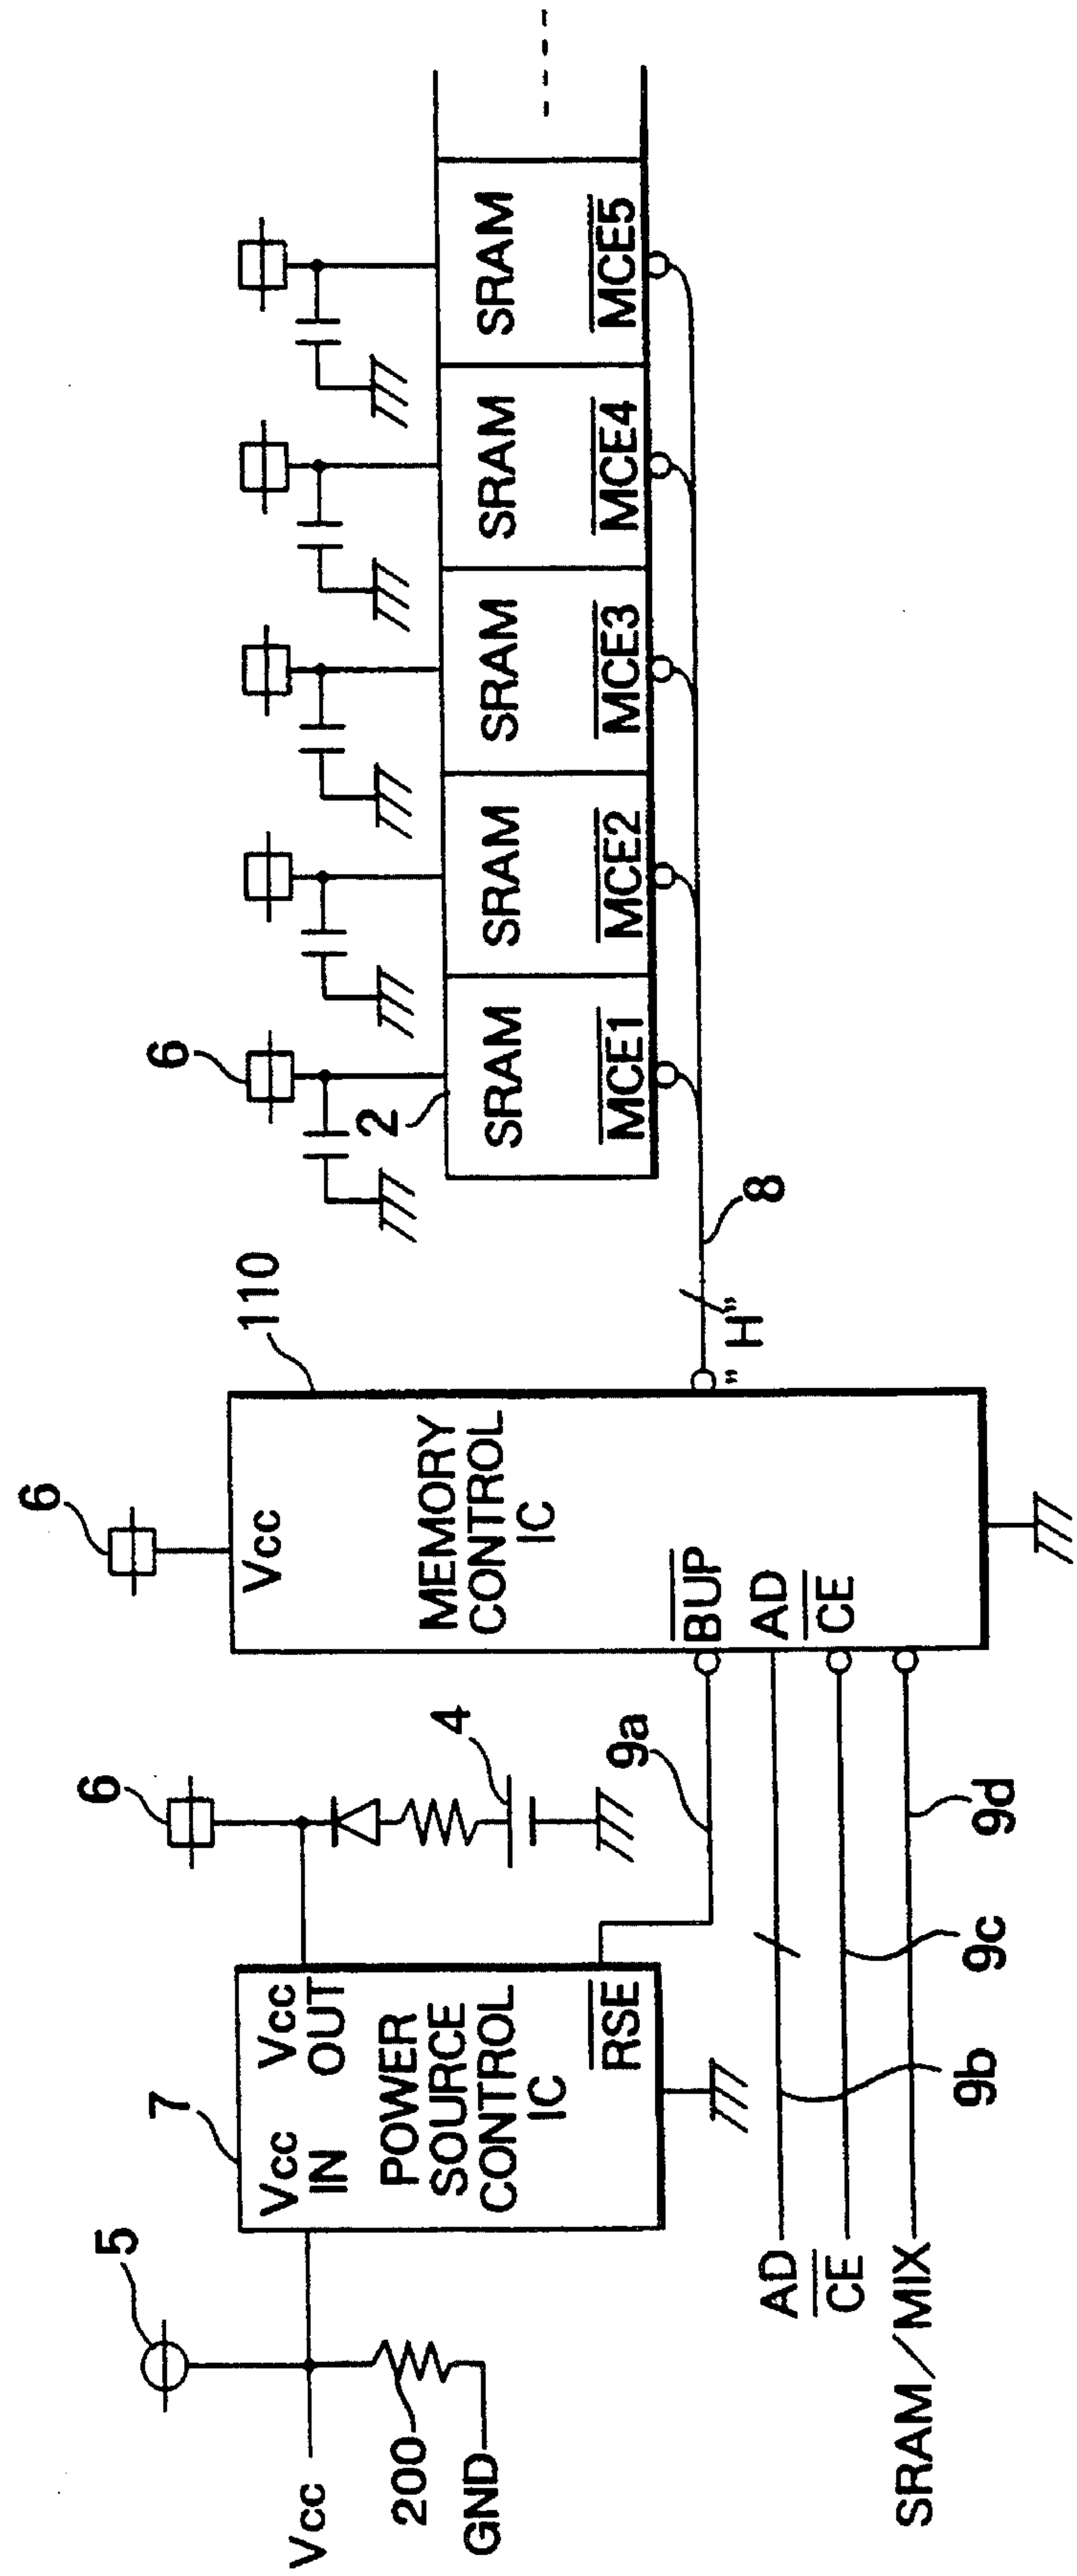 5
7
6
6
110
6
Vcc
IN
Vcc
OUT
POWER
SOURCE
CONTROL
IC
RSE
Vcc
200
GND
4
9a
Vcc
MEMORY
CONTROL
IC
BUP
AD
CE
"H"
8
2
SRAM
MCE1
SRAM
MCE2
SRAM
MCE3
SRAM
MCE4
SRAM
MCE5
AD
CE
SRAM/MIX
9b
9c
9d